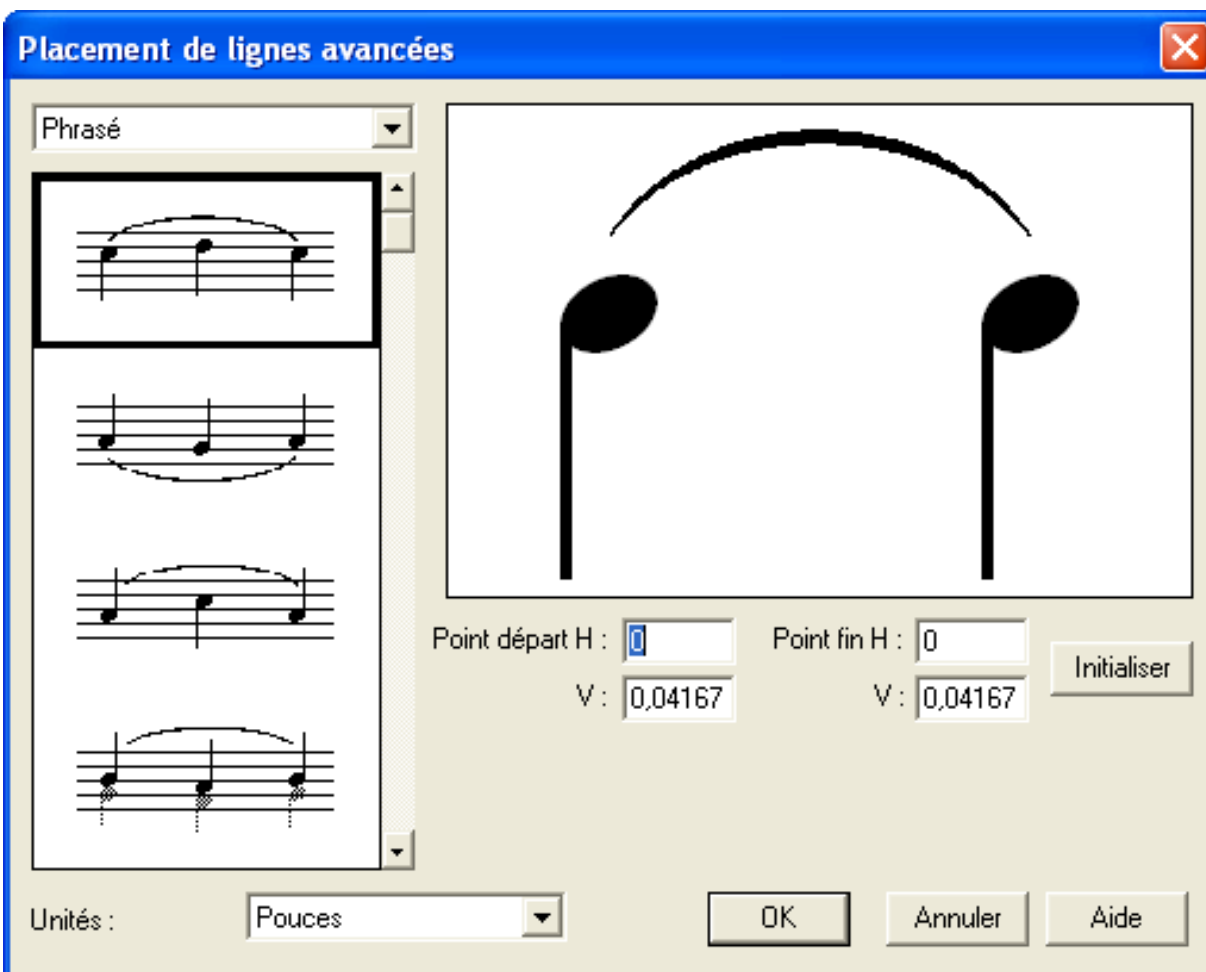 Placement de lignes avancées
Phrasé
Point départ H : 0
Point fin H : 0
Initialiser
V : 0,04167
V : 0,04167
Unités :
Pouces
OK
Annuler
Aide